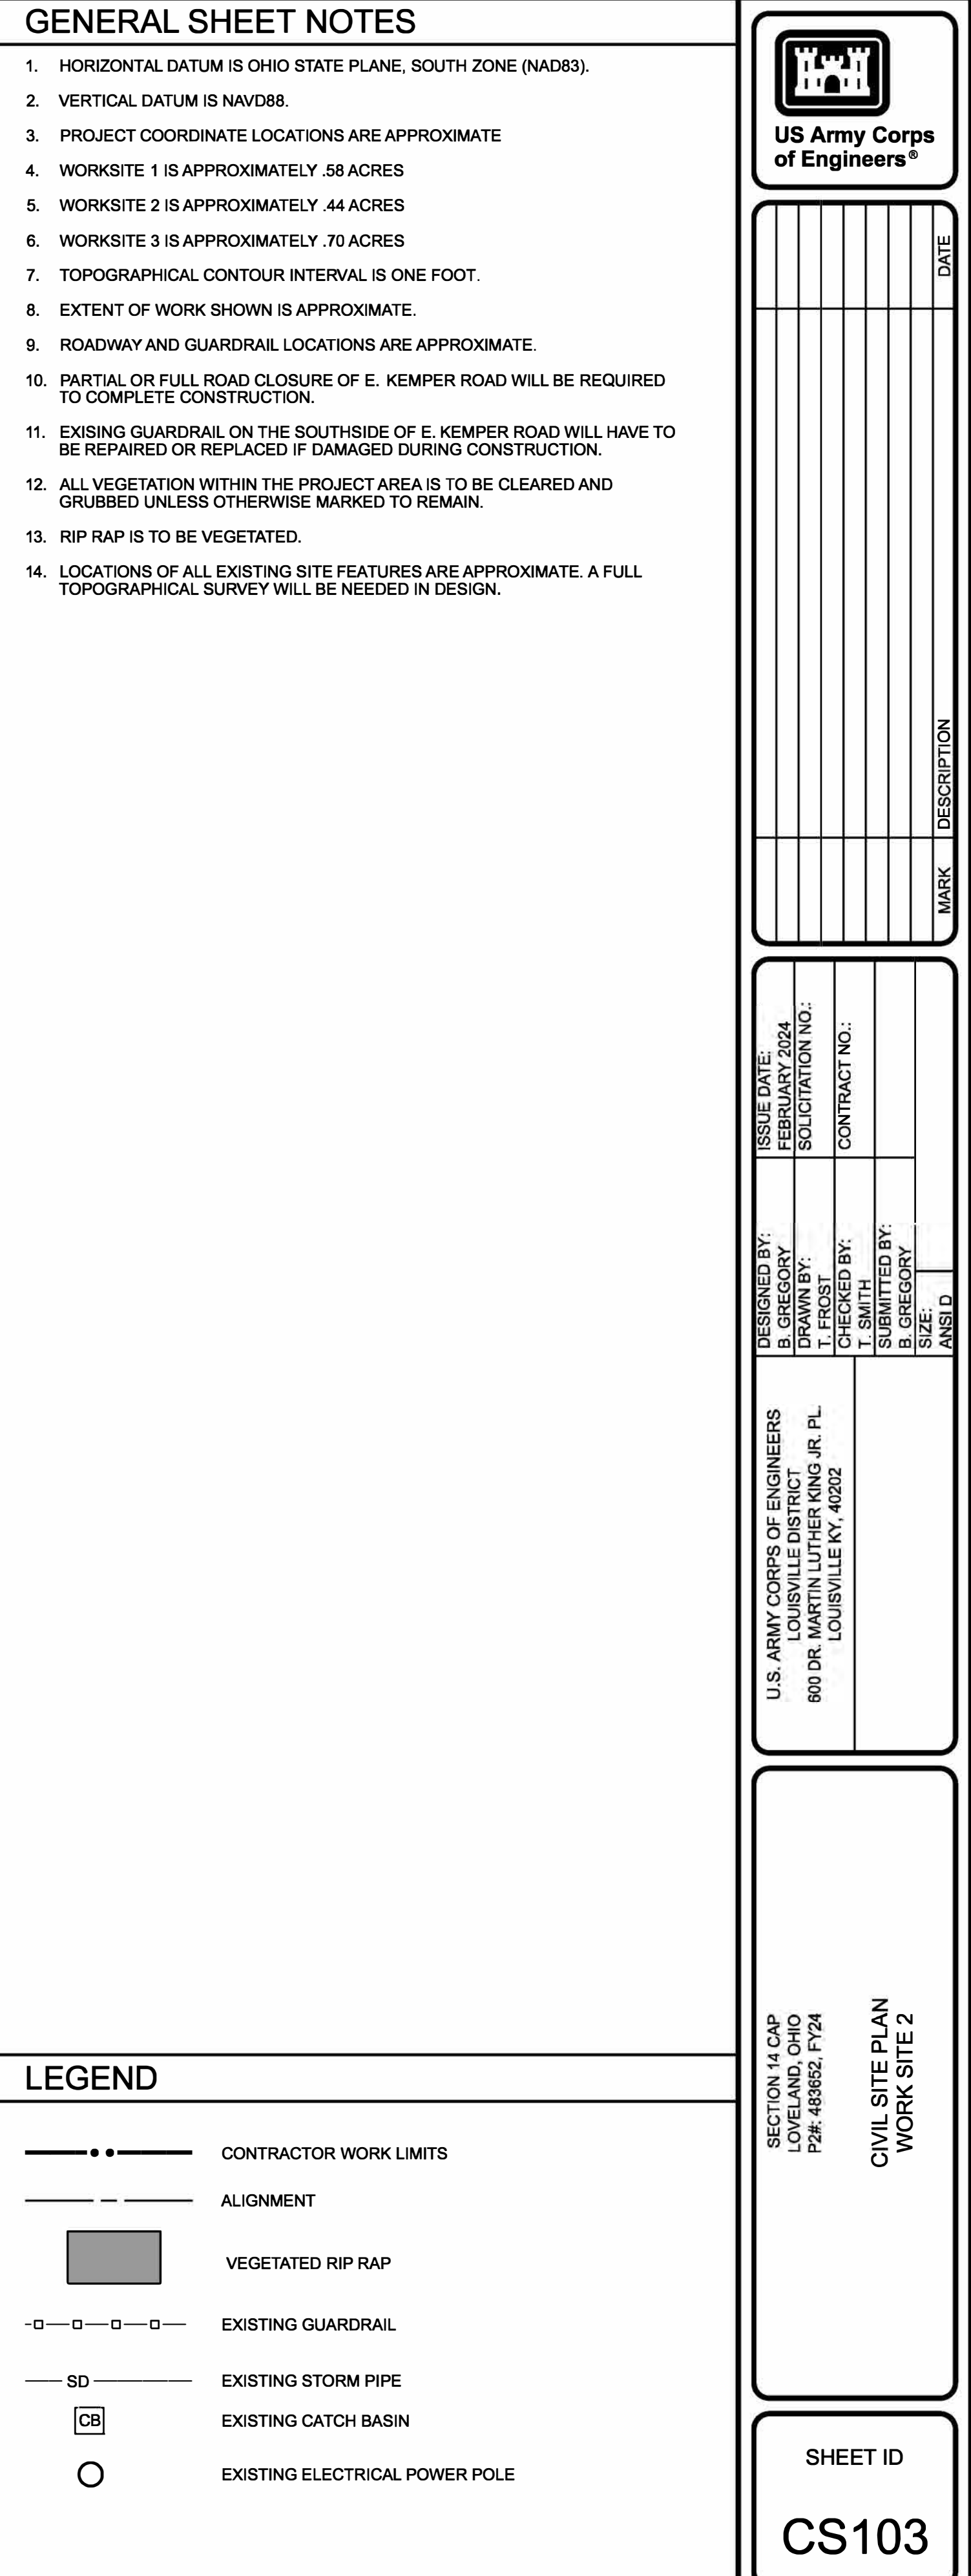 GENERAL SHEET NOTES
1. HORIZONTAL DATUM IS OHIO STATE PLANE, SOUTH ZONE (NAD83).
2. VERTICAL DATUM IS NAVD88.
3. PROJECT COORDINATE LOCATIONS ARE APPROXIMATE
4. WORKSITE 1 IS APPROXIMATELY .58 ACRES
5. WORKSITE 2 IS APPROXIMATELY .44 ACRES
6. WORKSITE 3 IS APPROXIMATELY .70 ACRES
7. TOPOGRAPHICAL CONTOUR INTERVAL IS ONE FOOT.
8. EXTENT OF WORK SHOWN IS APPROXIMATE.
9. ROADWAY AND GUARDRAIL LOCATIONS ARE APPROXIMATE.
10. PARTIAL OR FULL ROAD CLOSURE OF E. KEMPER ROAD WILL BE REQUIRED
TO COMPLETE CONSTRUCTION.
11. EXISING GUARDRAIL ON THE SOUTHSIDE OF E. KEMPER ROAD WILL HAVE TO
BE REPAIRED OR REPLACED IF DAMAGED DURING CONSTRUCTION.
12. ALL VEGETATION WITHIN THE PROJECT AREA IS TO BE CLEARED AND
GRUBBED UNLESS OTHERWISE MARKED TO REMAIN.
13. RIP RAP IS TO BE VEGETATED.
14. LOCATIONS OF ALL EXISTING SITE FEATURES ARE APPROXIMATE. A FULL
TOPOGRAPHICAL SURVEY WILL BE NEEDED IN DESIGN.
LEGEND
CONTRACTOR WORK LIMITS
ALIGNMENT
VEGETATED RIP RAP
EXISTING GUARDRAIL
SD EXISTING STORM PIPE
CB EXISTING CATCH BASIN
EXISTING ELECTRICAL POWER POLE
US Army Corps
of Engineers®
MARK DESCRIPTION DATE
DESIGNED BY:
B. GREGORY
DRAWN BY:
T. FROST
CHECKED BY:
T. SMITH
SUBMITTED BY:
B. GREGORY
SIZE:
ANSI D
ISSUE DATE:
FEBRUARY 2024
SOLICITATION NO.:
CONTRACT NO.:
U.S. ARMY CORPS OF ENGINEERS
LOUISVILLE DISTRICT
600 DR. MARTIN LUTHER KING JR. PL.
LOUISVILLE KY, 40202
SECTION 14 CAP
LOVELAND, OHIO
P2#: 483652, FY24
CIVIL SITE PLAN
WORK SITE 2
SHEET ID
CS103